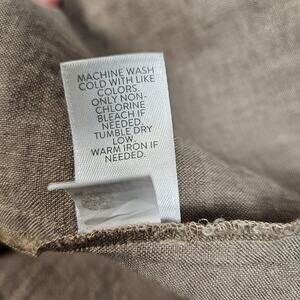 MACHINE WASH
COLD WITH LIKE
COLORS.
ONLY NON-
CHLORINE
BLEACH IF
NEEDED.
TUMBLE DRY
LOW.
WARM IRON IF
NEEDED.